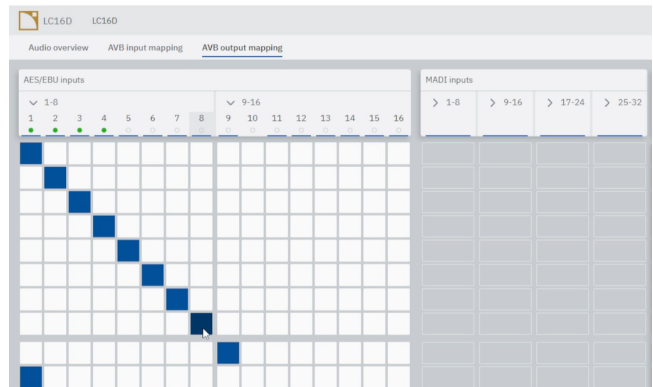 LC16D LC16D
Audio overview AVB input mapping AVB output mapping
AES/EBU inputs MADI inputs
1-8 9-16 1-8 9-16 17-24 25-32
1 2 3 4 5 6 7 8 9 10 11 12 13 14 15 16